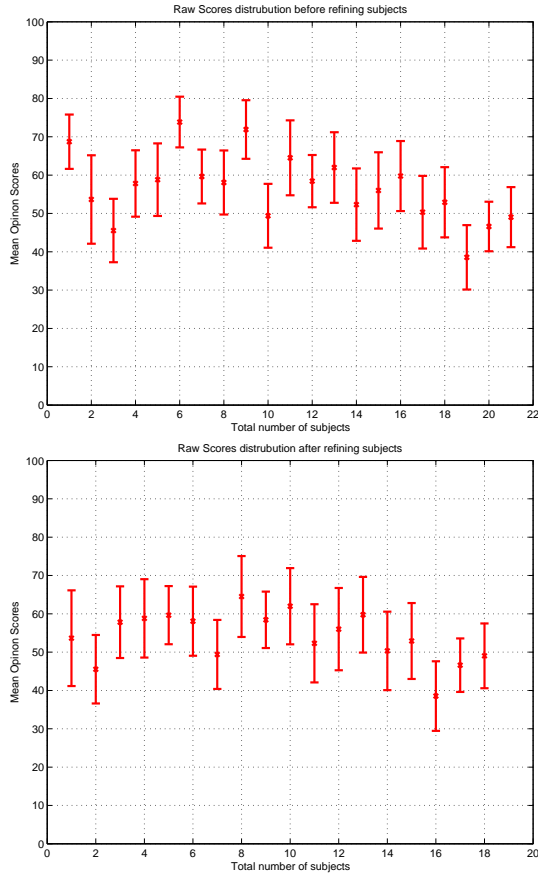 Raw Scores distrubution before refining subjects
100
90
80
70
60
50
40
30
20
10
0
Mean Opinon Scores
0 2 4 6 8 10 12 14 16 18 20 22
Total number of subjects
Raw Scores distrubution after refining subjects
100
90
80
70
60
50
40
30
20
10
0
Mean Opinon Scores
0 2 4 6 8 10 12 14 16 18 20
Total number of subjects